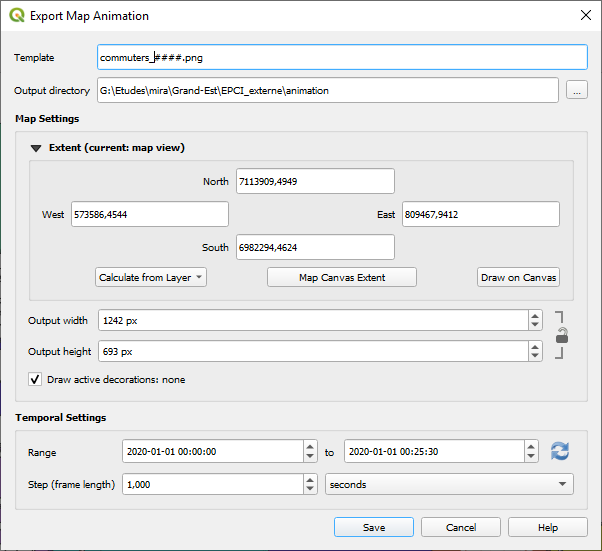 Export Map Animation
Template commuters_####.png
Output directory G:\Etudes\mira\Grand-Est\EPCI_externe\animation ...
Map Settings
Extent (current: map view)
North 7113909,4949
West 573586,4544 East 809467,9412
South 6982294,4624
Calculate from Layer Map Canvas Extent Draw on Canvas
Output width 1242 px
Output height 693 px
Draw active decorations: none
Temporal Settings
Range 2020-01-01 00:00:00 to 2020-01-01 00:25:30
Step (frame length) 1,000 seconds
Save Cancel Help